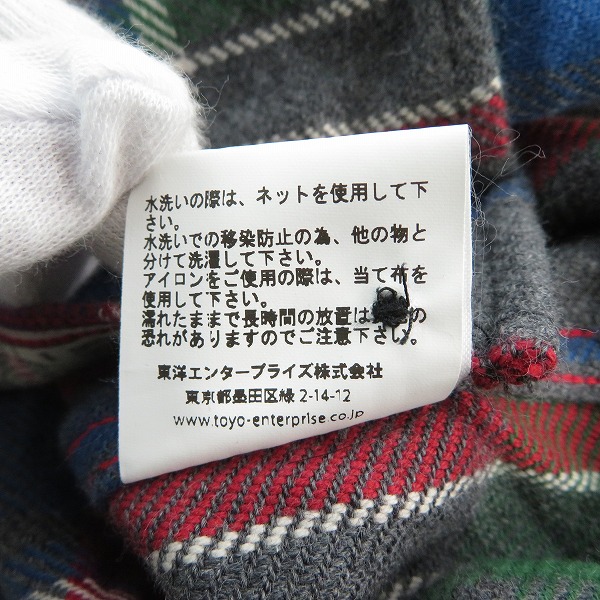 水洗いの際は、ネットを使用して下
さい。
水洗いでの移染防止の為、他の物と
分けて洗濯して下さい。
アイロンをご使用の際は、当て布を
使用して下さい。
濡れたままで長時間の放置は の
恐れがありますのでご注意下さい。
東洋エンタープライズ株式会社
東京都墨田区緑 2-14-12
www.toyo-enterprise.co.jp